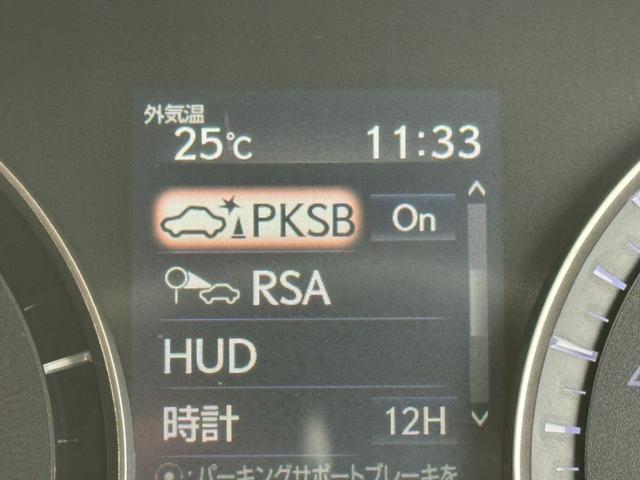 外気温
25℃ 11:33
PKSB On
RSA
HUD
時計 12H
:パーキングサポートブレーキを